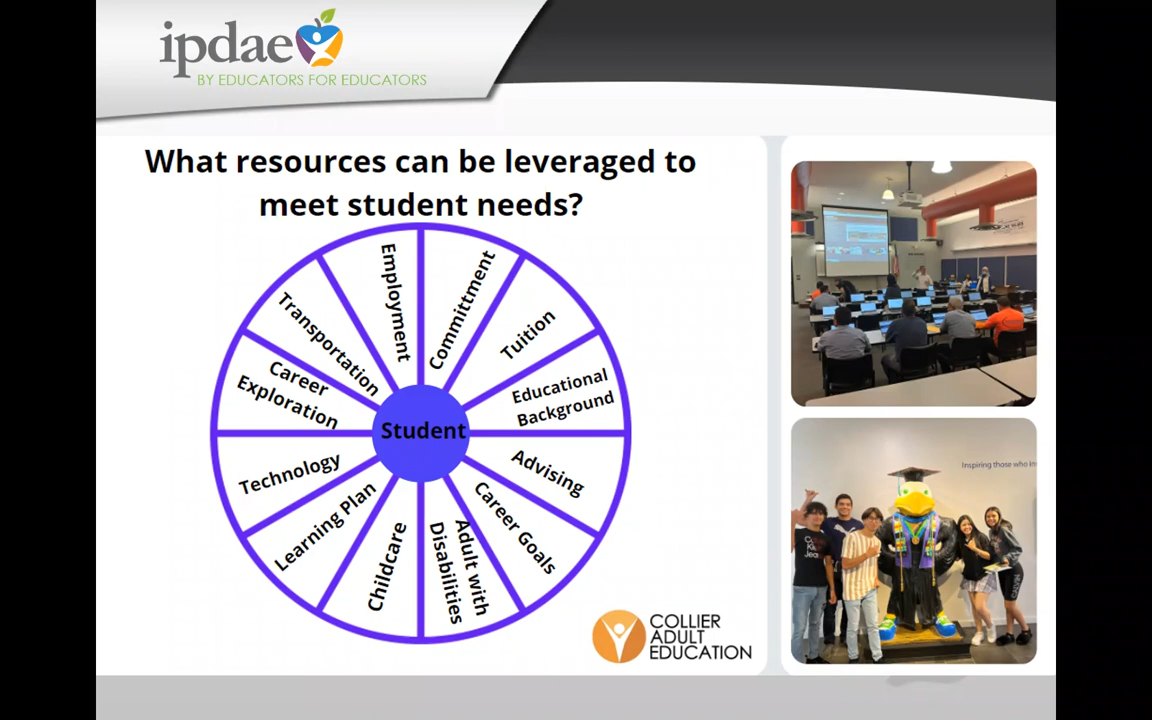 ipdae
BY EDUCATORS FOR EDUCATORS
What resources can be leveraged to
meet student needs?
Employment
Committment
Tuition
Educational
Background
Advising
Career Goals
Adult with
Disabilities
Childcare
Learning Plan
Technology
Career
Exploration
Transportation
Student
COLLIER
ADULT
EDUCATION
Inspiring those who